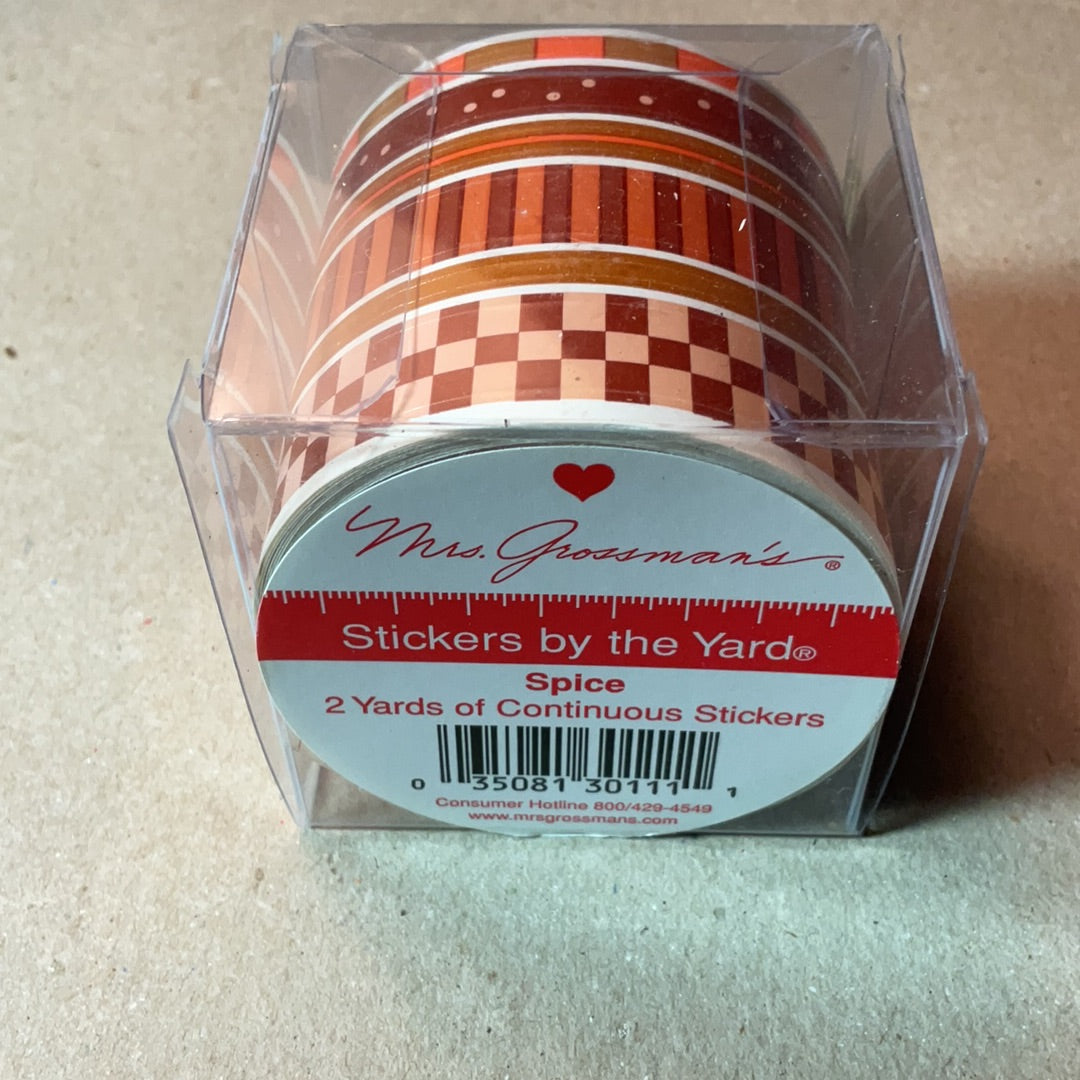 Mrs. Grossman's®
Stickers by the Yard®
Spice
2 Yards of Continuous Stickers
0 35081 30111 1
Consumer Hotline 800/429-4549
www.mrsgrossmans.com